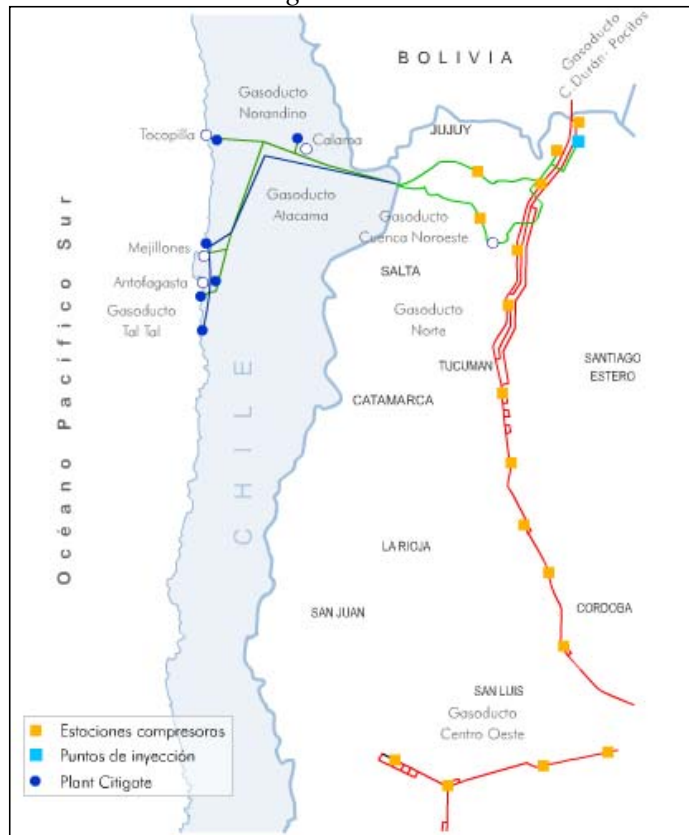 BOLIVIA
Gasoducto
C. Durán- Pocitos
Gasoducto
Norandino
JUJUY
Tocopilla
Calama
Gasoducto
Atacama
Gasoducto
Cuenca Noroeste
Mejillones
SALTA
Antofagasta
Gasoducto
Tal Tal
Gasoducto
Norte
TUCUMAN
SANTIAGO
ESTERO
CATAMARCA
Océano Pacífico Sur
CHILE
LA RIOJA
SAN JUAN
CORDOBA
SAN LUIS
Gasoducto
Centro Oeste
Estaciones compresoras
Puntos de inyección
Plant Citigate